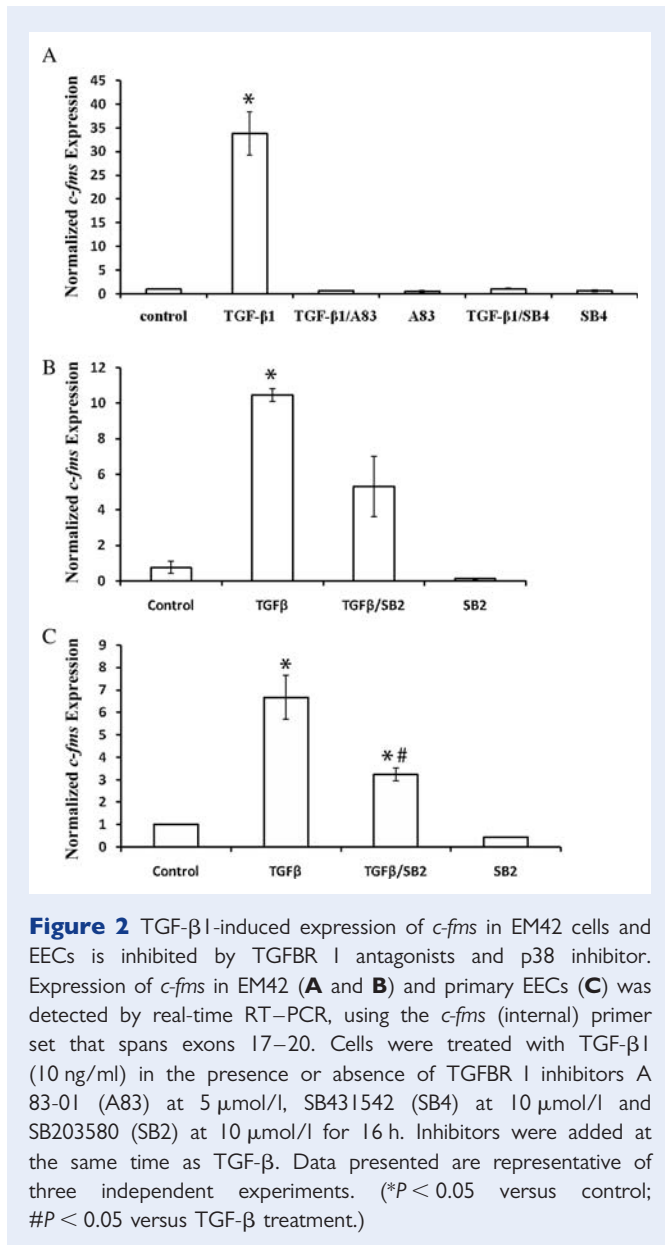 A
Normalized c-fms Expression
45
40
35
30
25
20
15
10
5
0
*
control TGF-β1 TGF-β1/A83 A83 TGF-β1/SB4 SB4
B
Normalized c-fms Expression
12
10
8
6
4
2
0
*
Control TGFβ TGFβ/SB2 SB2
C
Normalized c-fms Expression
9
8
7
6
5
4
3
2
1
0
*
*#
Control TGFβ TGFβ/SB2 SB2
Figure 2 TGF-β1-induced expression of c-fms in EM42 cells and
EECs is inhibited by TGFBR I antagonists and p38 inhibitor.
Expression of c-fms in EM42 (A and B) and primary EECs (C) was
detected by real-time RT–PCR, using the c-fms (internal) primer
set that spans exons 17–20. Cells were treated with TGF-β1
(10 ng/ml) in the presence or absence of TGFBR I inhibitors A
83-01 (A83) at 5 μmol/l, SB431542 (SB4) at 10 μmol/l and
SB203580 (SB2) at 10 μmol/l for 16 h. Inhibitors were added at
the same time as TGF-β. Data presented are representative of
three independent experiments. (*P < 0.05 versus control;
#P < 0.05 versus TGF-β treatment.)